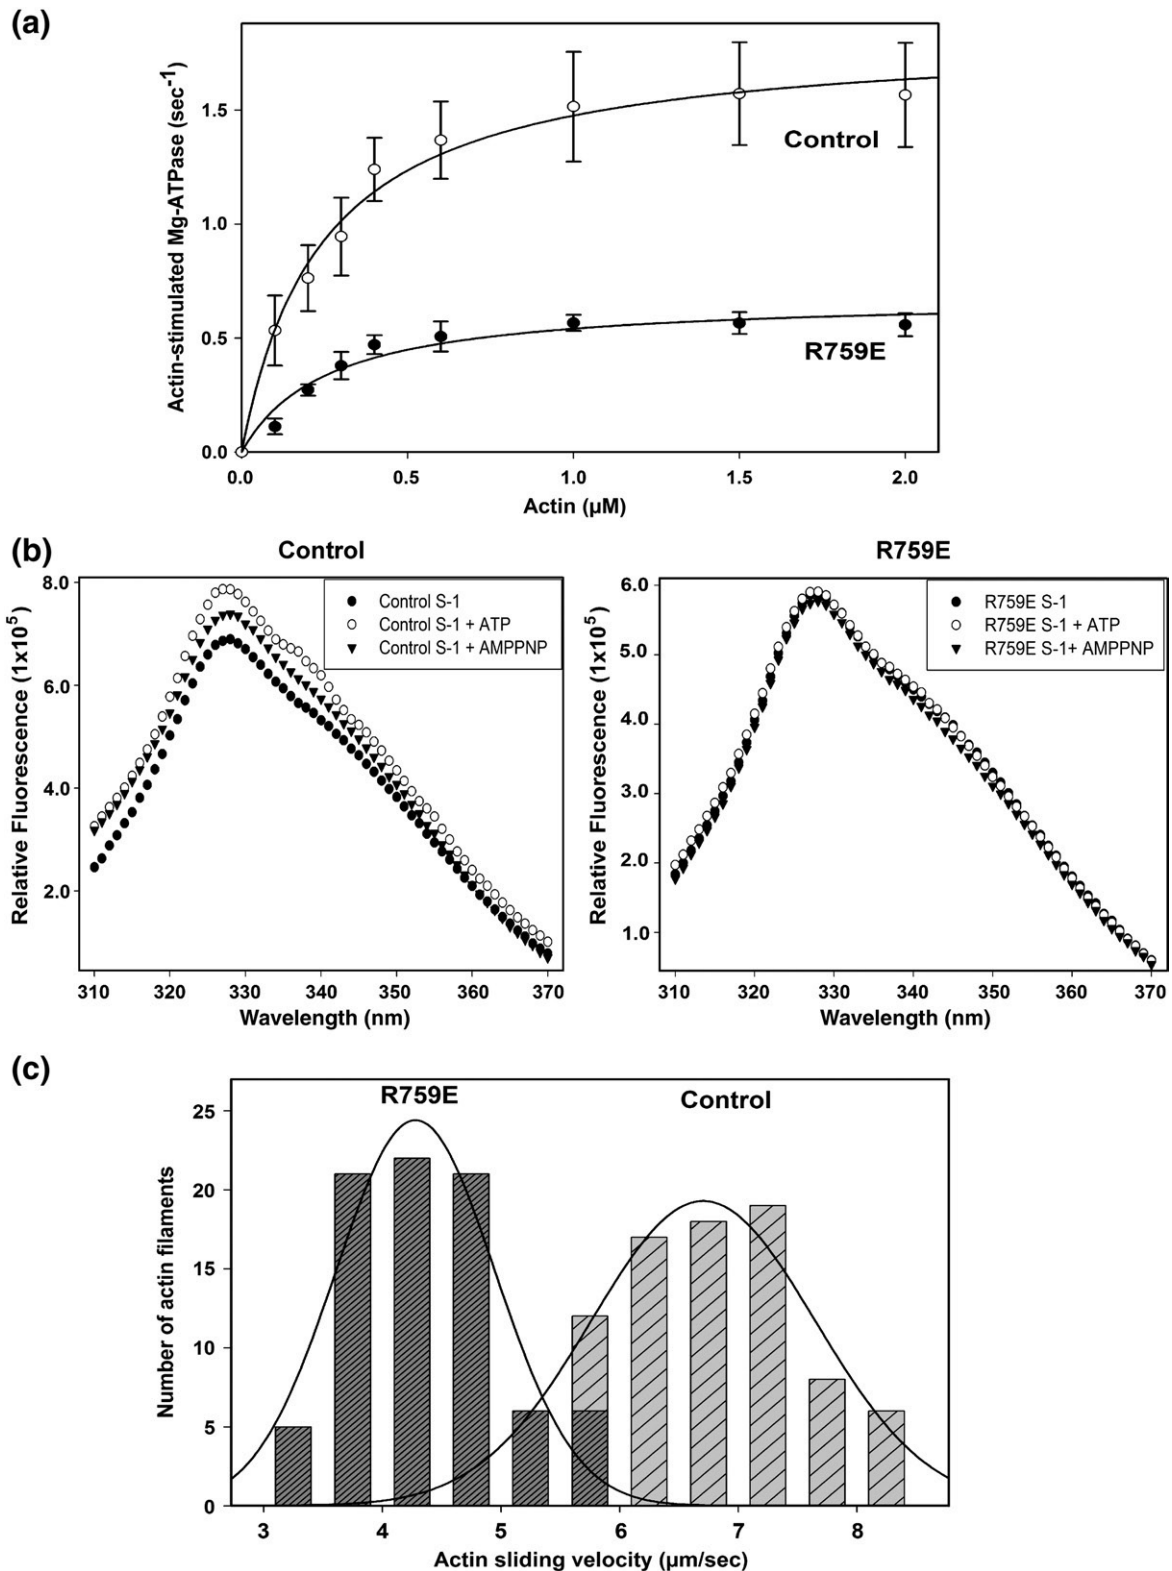 (a)
Actin-stimulated Mg-ATPase (sec⁻¹)
1.5
1.0
0.5
0.0
Control
R759E
0.0 0.5 1.0 1.5 2.0
Actin (µM)
(b)
Control
Relative Fluorescence (1x10⁵)
8.0
6.0
4.0
2.0
Control S-1
Control S-1 + ATP
Control S-1 + AMPPNP
310 320 330 340 350 360 370
Wavelength (nm)
R759E
Relative Fluorescence (1x10⁵)
6.0
5.0
4.0
3.0
2.0
1.0
R759E S-1
R759E S-1 + ATP
R759E S-1+ AMPPNP
310 320 330 340 350 360 370
Wavelength (nm)
(c)
R759E
Control
Number of actin filaments
25
20
15
10
5
0
3 4 5 6 7 8
Actin sliding velocity (µm/sec)